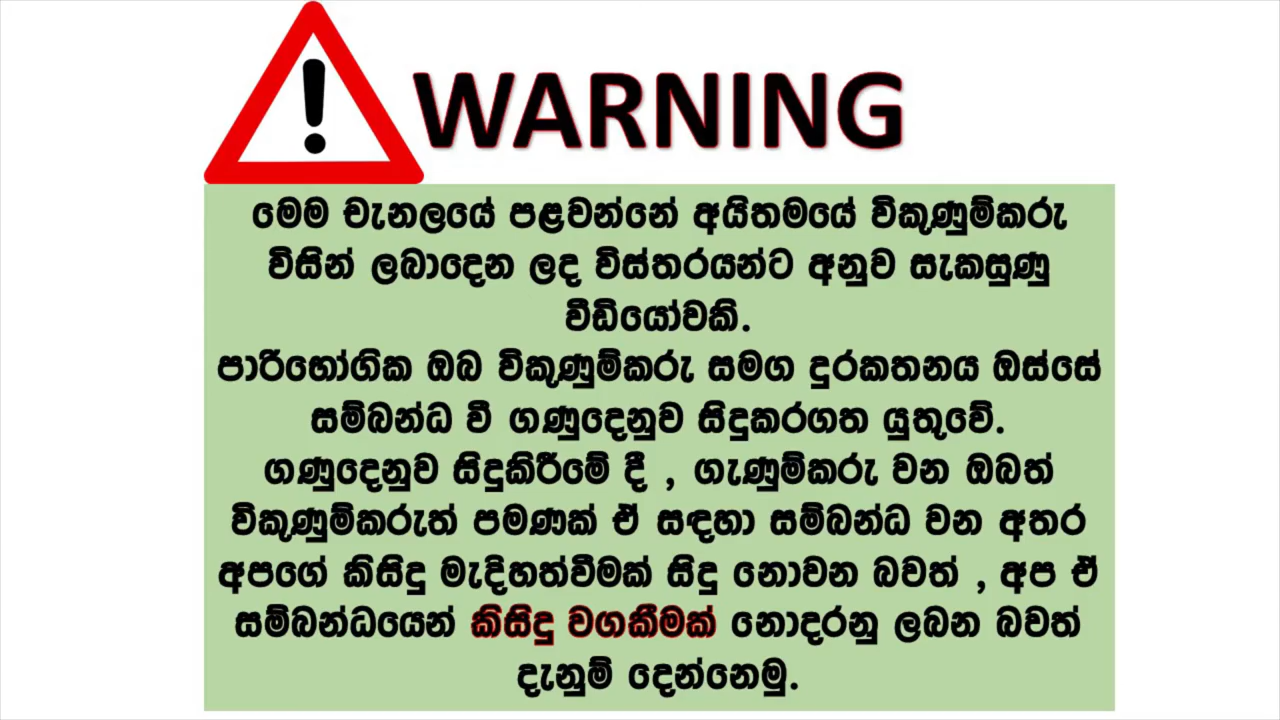 WARNING
මෙම චැනලයේ පළවන්නේ අයිතමයේ විකුණුම්කරු
විසින් ලබාදෙන ලද විස්තරයන්ට අනුව සැකසුණු
වීඩියෝවකි.
පාරිභෝගික ඔබ විකුණුම්කරු සමග දුරකතනය ඔස්සේ
සම්බන්ධ වී ගණුදෙනුව සිදුකරගත යුතුවේ.
ගණුදෙනුව සිදුකිරීමේ දී , ගැණුම්කරු වන ඔබත්
විකුණුම්කරුත් පමණක් ඒ සඳහා සම්බන්ධ වන අතර
අපගේ කිසිදු මැදිහත්වීමක් සිදු නොවන බවත් , අප ඒ
සම්බන්ධයෙන් කිසිදු වගකීමක් නොදරනු ලබන බවත්
දැනුම් දෙන්නෙමු.